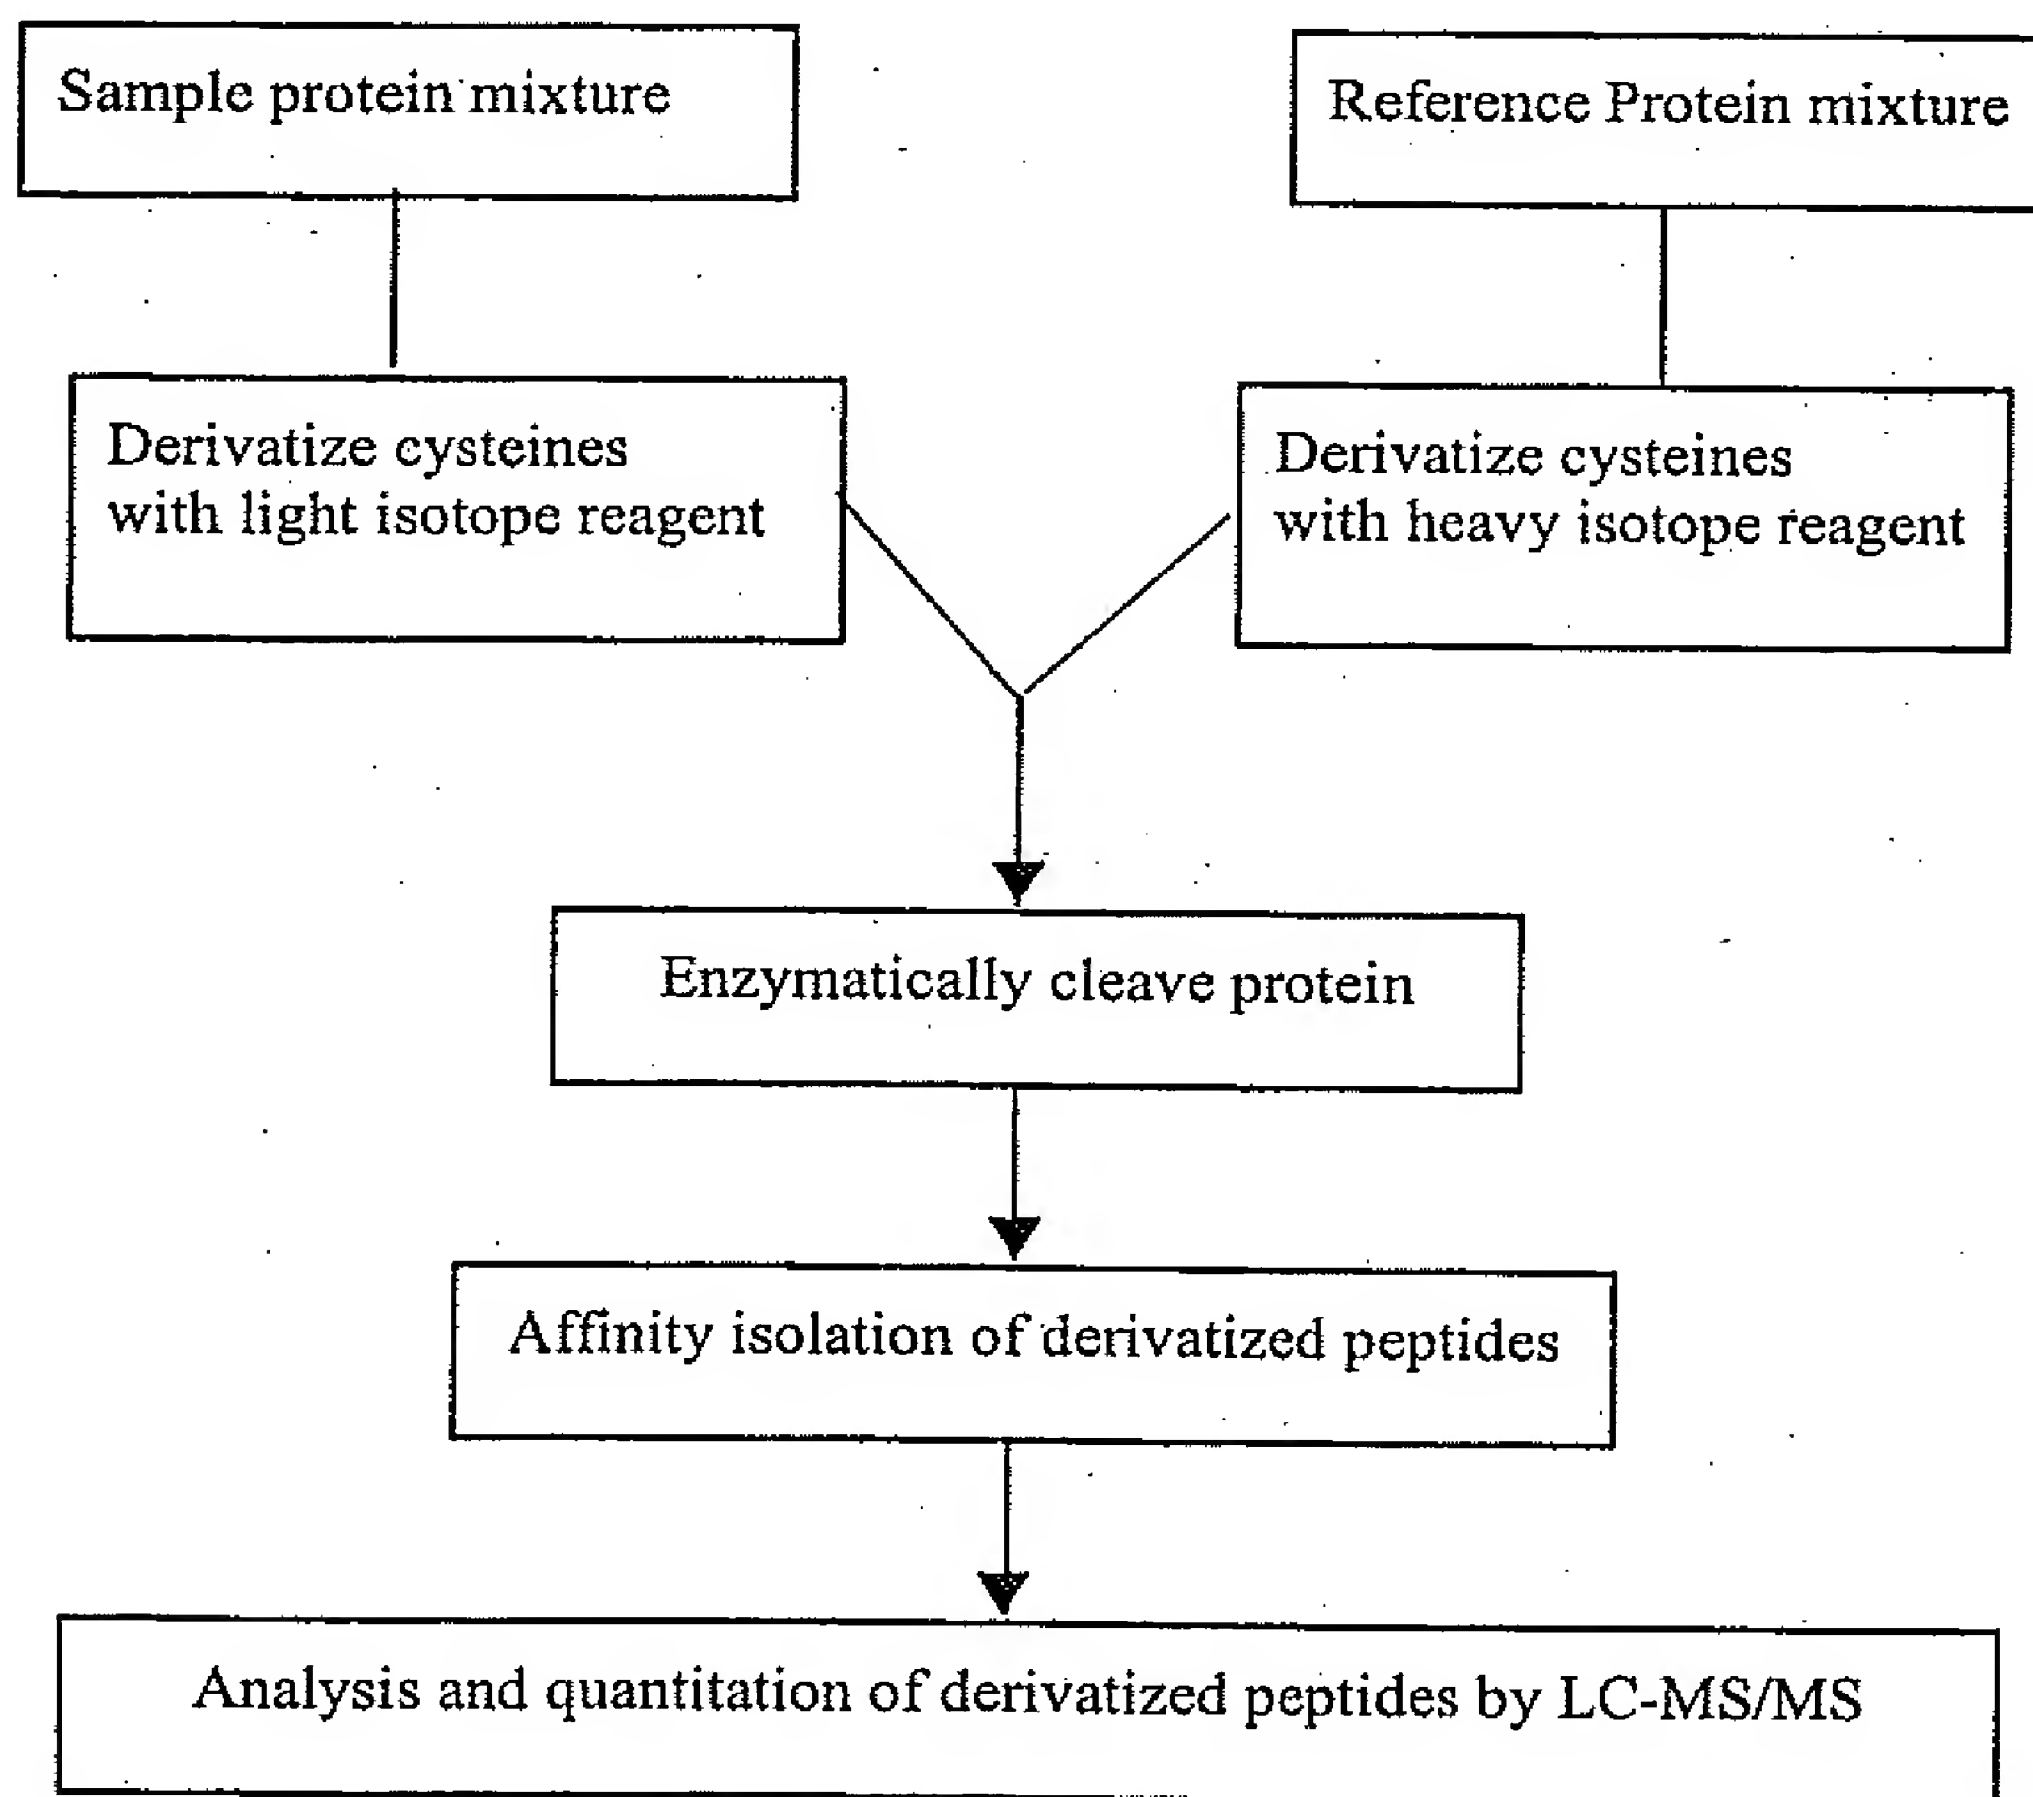 Sample protein mixture
Reference Protein mixture
Derivatize cysteines
with light isotope reagent
Derivatize cysteines
with heavy isotope reagent
Enzymatically cleave protein
Affinity isolation of derivatized peptides
Analysis and quantitation of derivatized peptides by LC-MS/MS